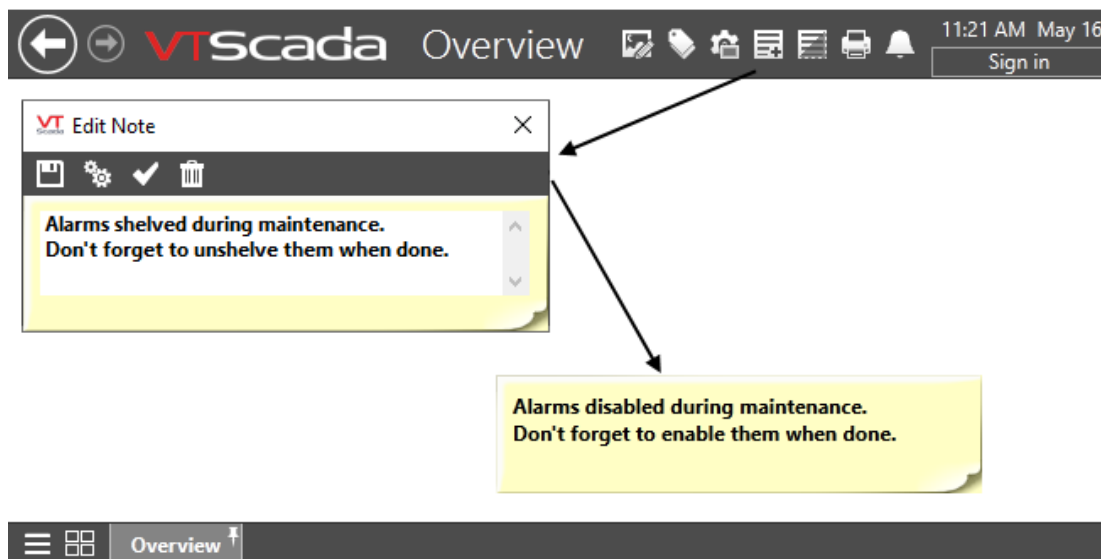 VTScada Overview
11:21 AM May 16
Sign in
VT Scada Edit Note
Alarms shelved during maintenance.
Don't forget to unshelve them when done.
Alarms disabled during maintenance.
Don't forget to enable them when done.
Overview